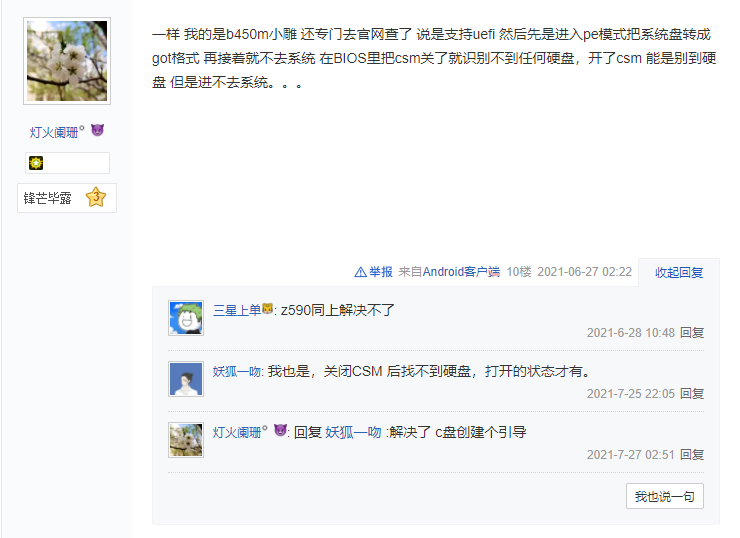 一样 我的是b450m小雕 还专门去官网查了 说是支持uefi 然后先是进入pe模式把系统盘转成
got格式 再接着就不去系统 在BIOS里把csm关了就识别不到任何硬盘，开了csm 能是别到硬
盘 但是进不去系统。。。
灯火阑珊°
锋芒毕露 3
举报 来自Android客户端 10楼 2021-06-27 02:22 收起回复
三星上单: z590同上解决不了
2021-6-28 10:48 回复
妖狐一吻: 我也是，关闭CSM 后找不到硬盘，打开的状态才有。
2021-7-25 22:05 回复
灯火阑珊° : 回复 妖狐一吻 :解决了 c盘创建个引导
2021-7-27 02:51 回复
我也说一句